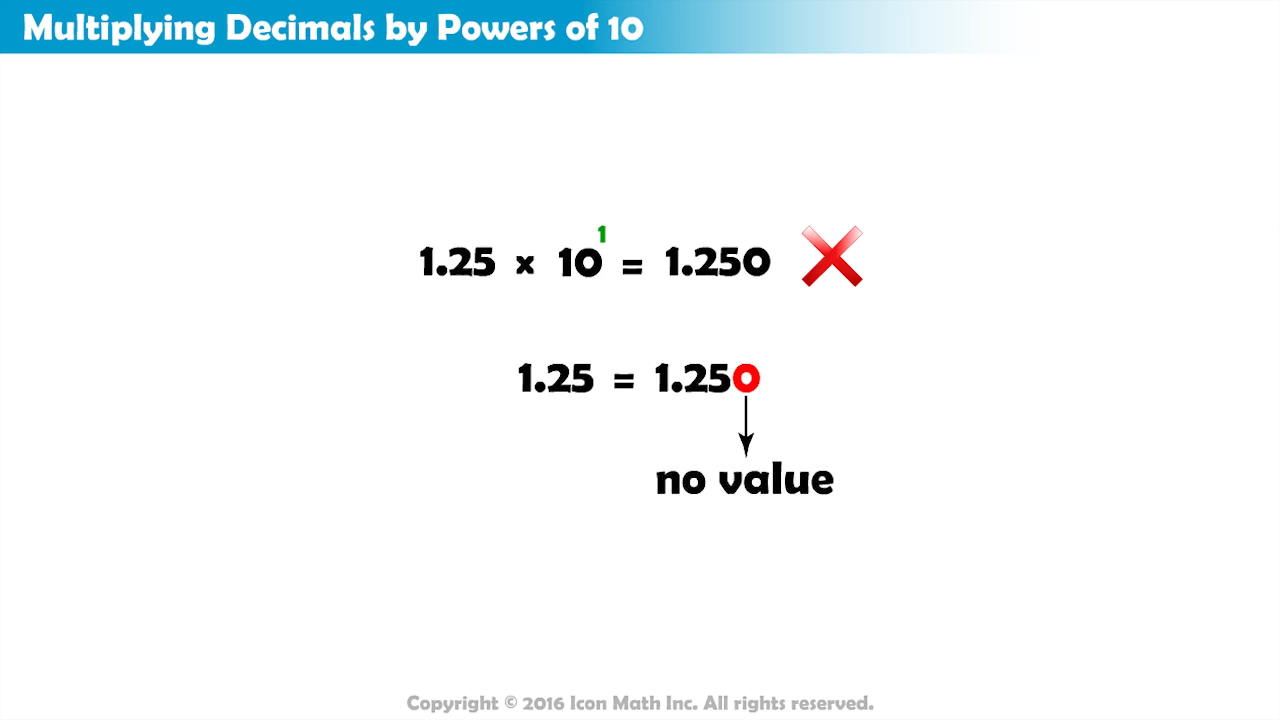 Multiplying Decimals by Powers of 10
1.25 × 10¹ = 1.250
1.25 = 1.250
no value
Copyright © 2016 Icon Math Inc. All rights reserved.